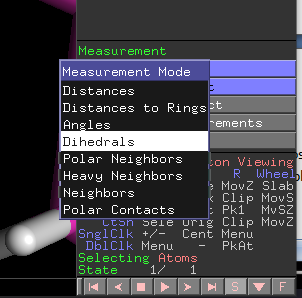 Measurement
Measurement Mode
Distances
Distances to Rings
Angles
Dihedrals
Polar Neighbors
Heavy Neighbors
Neighbors
Polar Contacts
Viewing
R Wheel
MovZ Slab
Clip MovS
Pk1 MvSZ
CtSh Sele Orig Clip MovZ
SnglClk +/- Cent Menu
DblClk Menu - PkAt
Selecting Atoms
State 1/ 1
S F